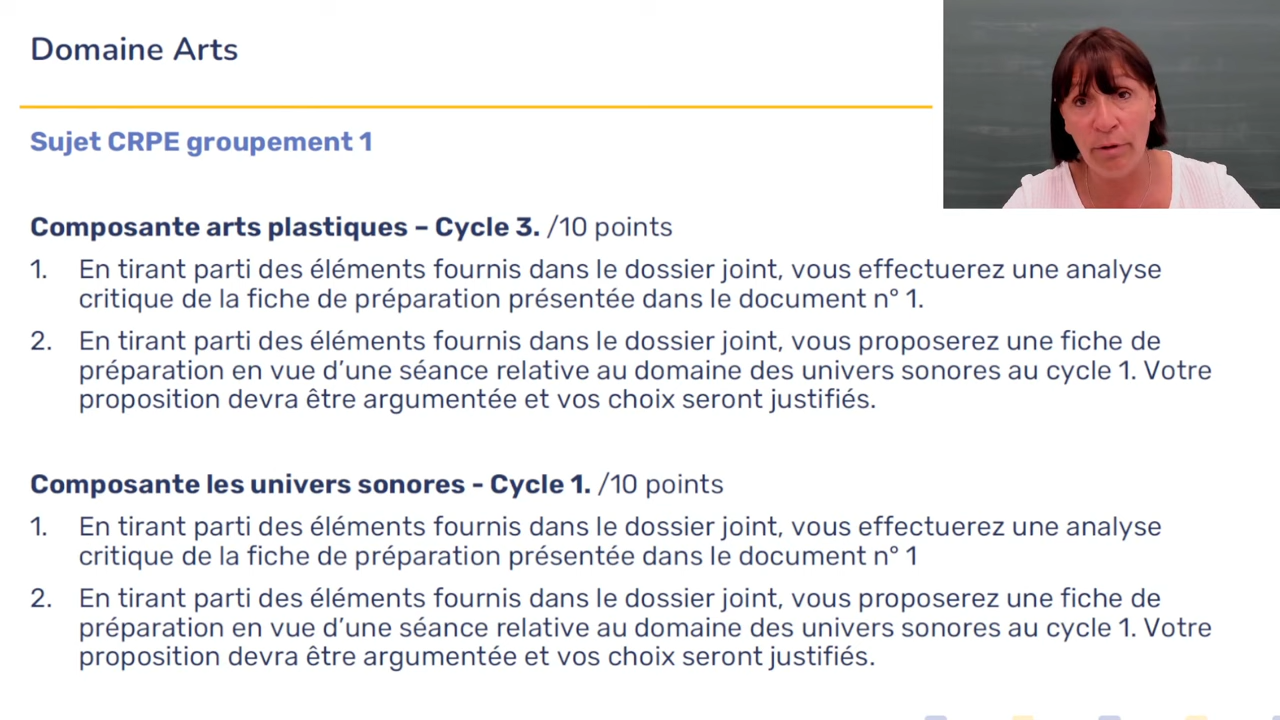 Domaine Arts
Sujet CRPE groupement 1
Composante arts plastiques – Cycle 3. /10 points
1. En tirant parti des éléments fournis dans le dossier joint, vous effectuerez une analyse
critique de la fiche de préparation présentée dans le document n° 1.
2. En tirant parti des éléments fournis dans le dossier joint, vous proposerez une fiche de
préparation en vue d’une séance relative au domaine des univers sonores au cycle 1. Votre
proposition devra être argumentée et vos choix seront justifiés.
Composante les univers sonores - Cycle 1. /10 points
1. En tirant parti des éléments fournis dans le dossier joint, vous effectuerez une analyse
critique de la fiche de préparation présentée dans le document n° 1
2. En tirant parti des éléments fournis dans le dossier joint, vous proposerez une fiche de
préparation en vue d’une séance relative au domaine des univers sonores au cycle 1. Votre
proposition devra être argumentée et vos choix seront justifiés.